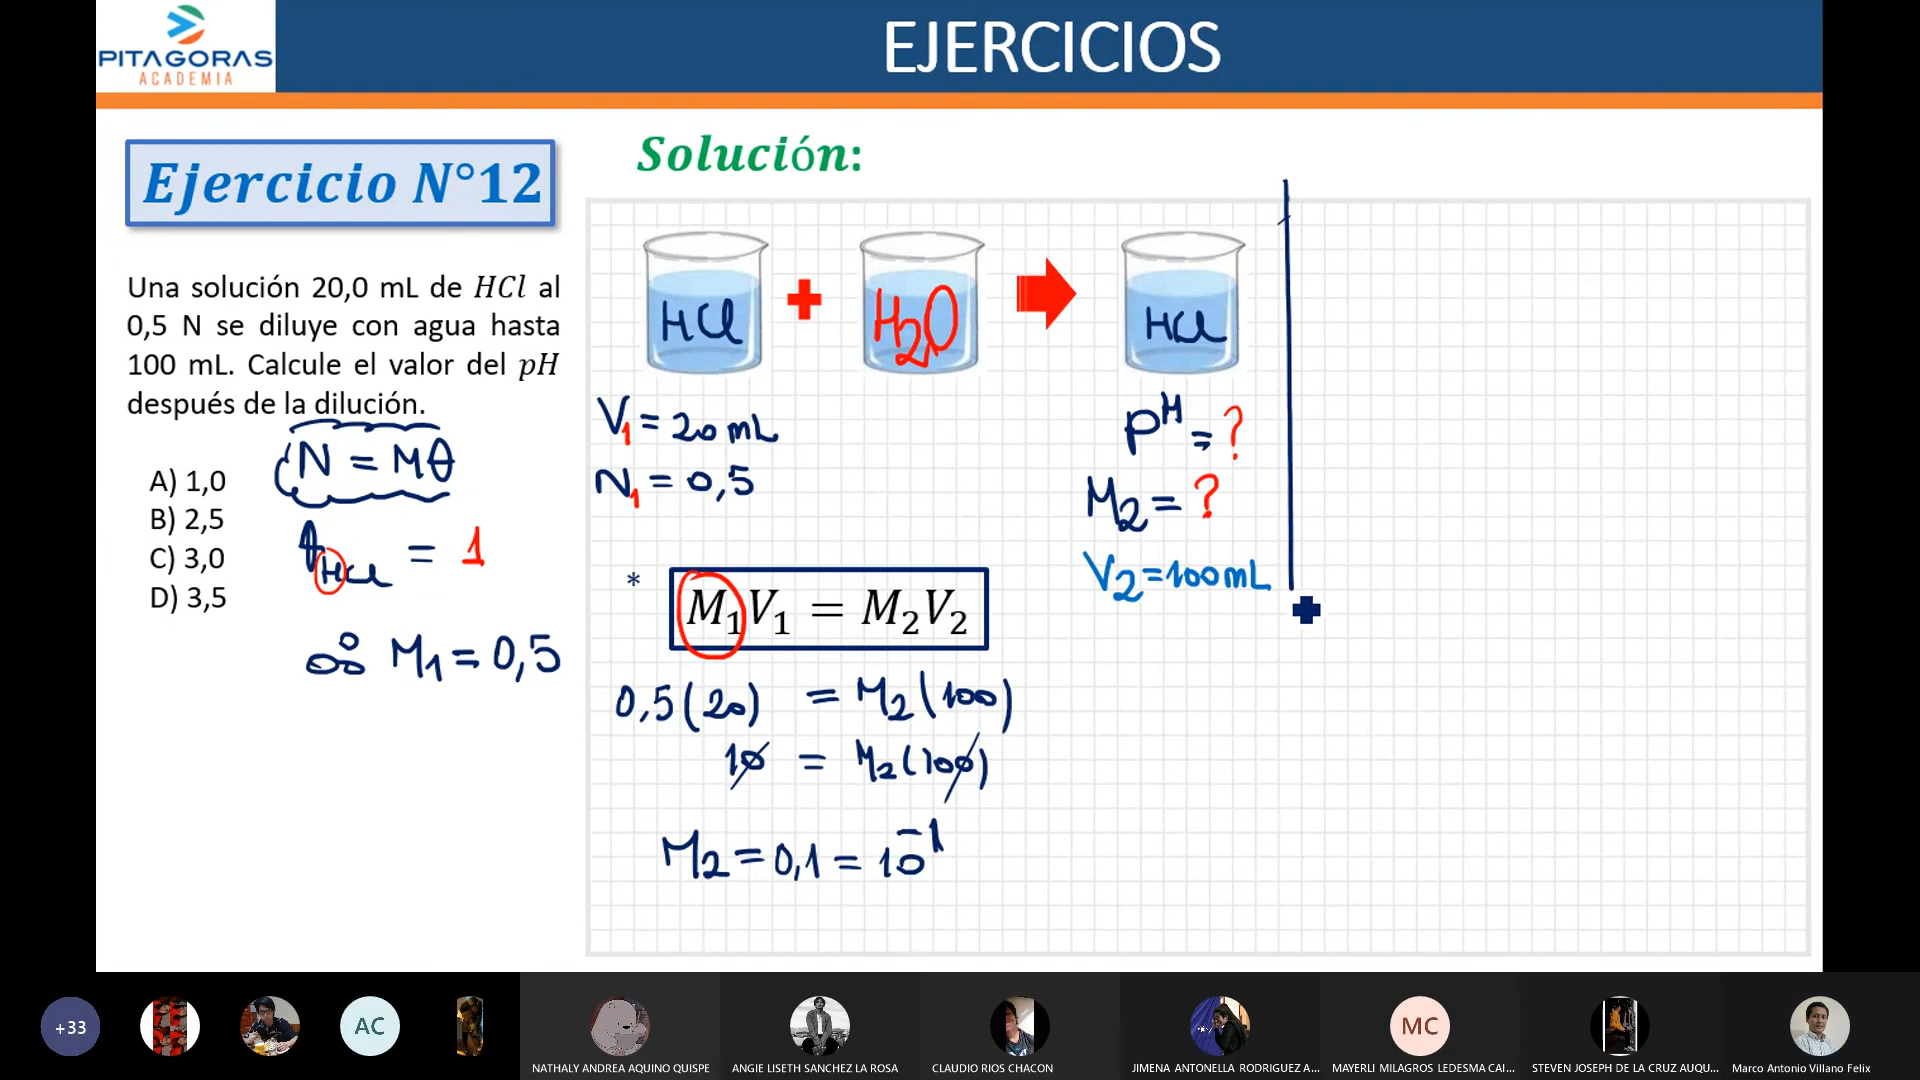 PITAGORAS
ACADEMIA
EJERCICIOS
Ejercicio N°12
Solución:
Una solución 20,0 mL de HCl al
0,5 N se diluye con agua hasta
100 mL. Calcule el valor del pH
después de la dilución.
A) 1,0
B) 2,5
C) 3,0
D) 3,5
N = Mθ
θHCl = 1
∴ M1 = 0,5
HCl
H2O
HCl
V1 = 20 mL
N1 = 0,5
pH = ?
M2 = ?
V2 = 100 mL
* M1V1 = M2V2
0,5(20) = M2(100)
10 = M2(100)
M2 = 0,1 = 10⁻¹
+33
AC
MC
NATHALY ANDREA AQUINO QUISPE
ANGIE LISETH SANCHEZ LA ROSA
CLAUDIO RIOS CHACON
JIMENA ANTONELLA RODRIGUEZ A...
MAYERLI MILAGROS LEDESMA CAI...
STEVEN JOSEPH DE LA CRUZ AUQU...
Marco Antonio Villano Felix